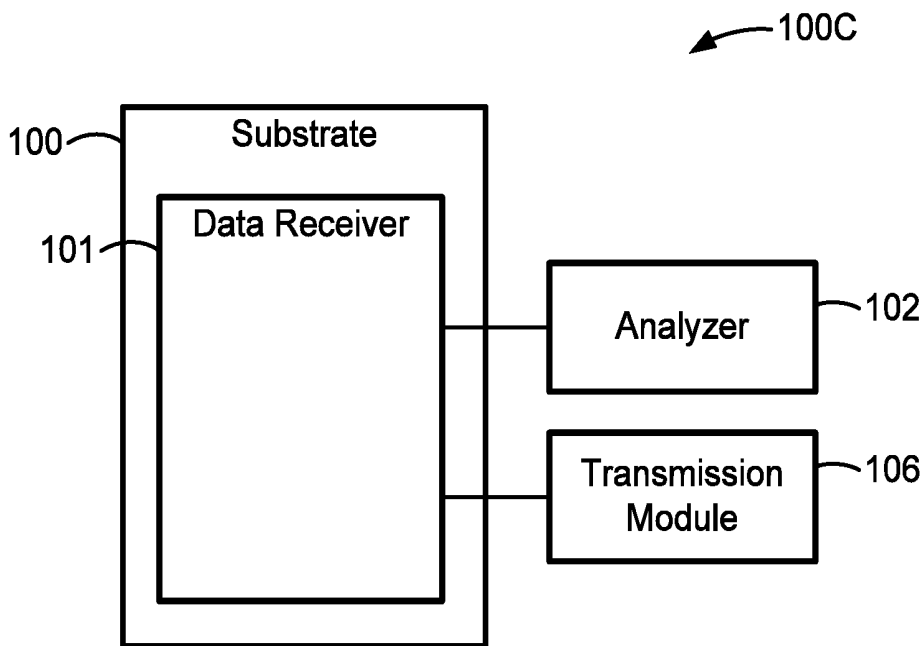 100C
100
Substrate
101
Data Receiver
Analyzer
102
Transmission
Module
106